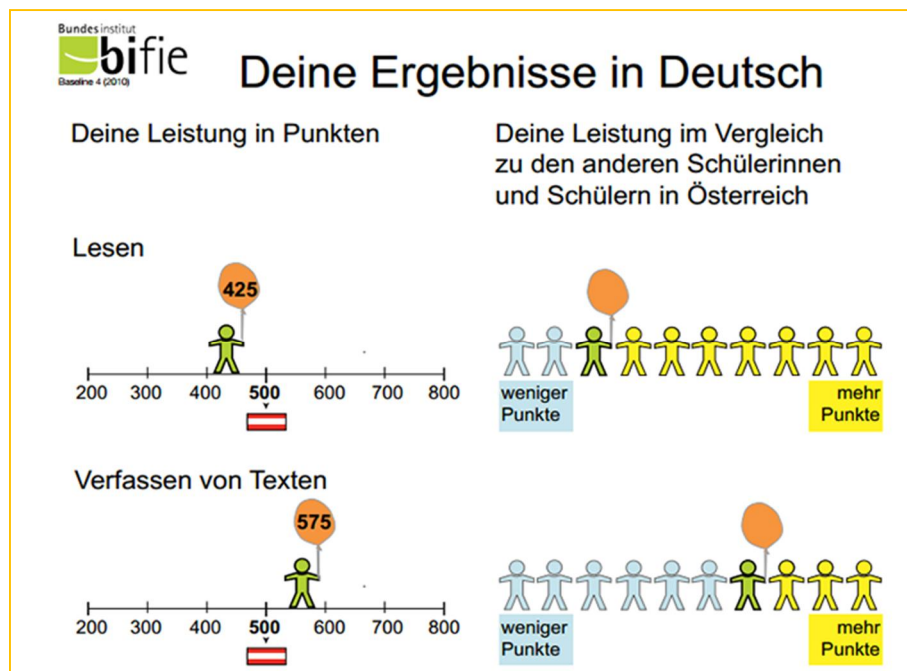 Bundesinstitut
bifie
Baseline 4 (2010)
Deine Ergebnisse in Deutsch
Deine Leistung in Punkten
Deine Leistung im Vergleich
zu den anderen Schülerinnen
und Schülern in Österreich
Lesen
425
200 300 400 500 600 700 800
weniger
Punkte
mehr
Punkte
Verfassen von Texten
575
200 300 400 500 600 700 800
weniger
Punkte
mehr
Punkte